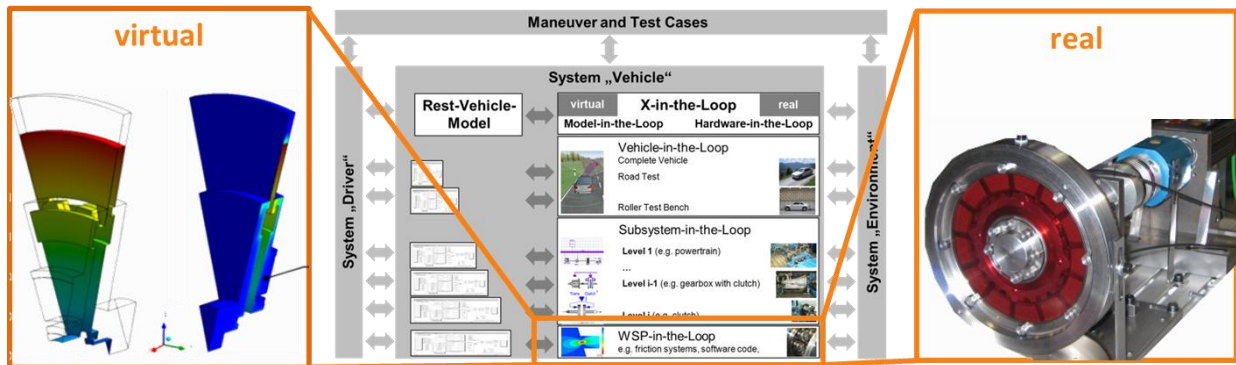 virtual
Maneuver and Test Cases
real
System „Driver“
System „Vehicle“
System „Environment“
Rest-Vehicle-
Model
virtual
X-in-the-Loop
real
Model-in-the-Loop
Hardware-in-the-Loop
Vehicle-in-the-Loop
Complete Vehicle
Road Test
Roller Test Bench
Subsystem-in-the-Loop
Level 1 (e.g. powertrain)
...
Level i-1 (e.g. gearbox with clutch)
Level i (e.g. clutch)
WSP-in-the-Loop
e.g. friction systems, software code,